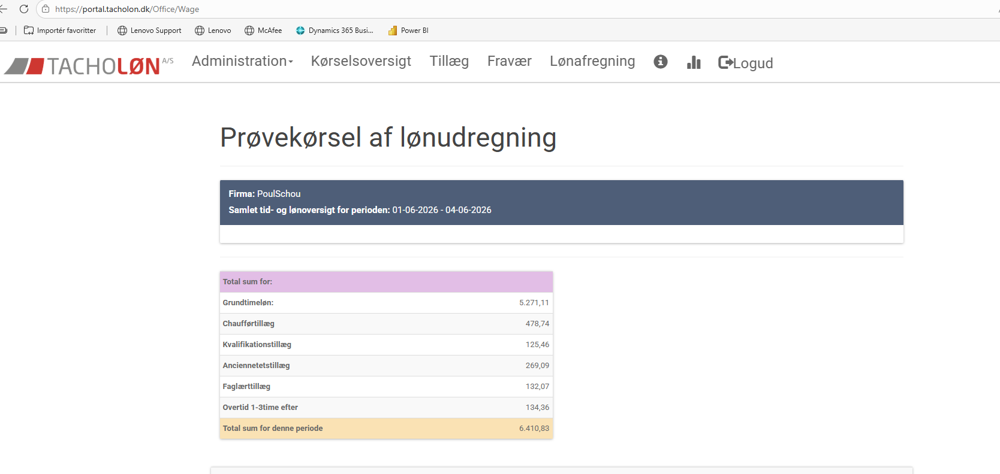 https://portal.tacholon.dk/Office/Wage
Importér favoritter Lenovo Support Lenovo McAfee Dynamics 365 Busi... Power BI
TACHOLØN A/S Administration Kørselsoversigt Tillæg Fravær Lønafregning Logud
Prøvekørsel af lønudregning
Firma: PoulSchou
Samlet tid- og lønoversigt for perioden: 01-06-2026 - 04-06-2026
Total sum for:
Grundtimeløn: 5.271,11
Chaufførtillæg 478,74
Kvalifikationstillæg 125,46
Anciennetetstillæg 269,09
Faglærttillæg 132,07
Overtid 1-3time efter 134,36
Total sum for denne periode 6.410,83